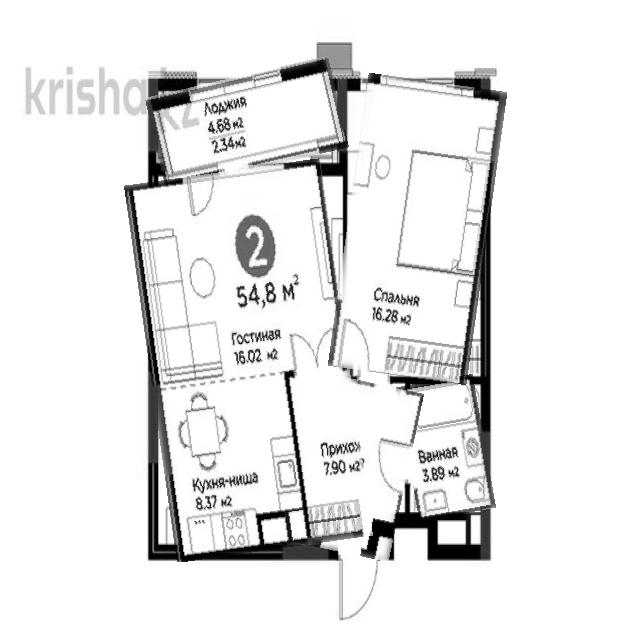 krisha.kz
Лоджия
4.68 м2
2.34 м2
2
54,8 м²
Гостиная
16.02 м2
Спальня
16.28 м2
Прихож
7.90 м2
Ванная
3.89 м2
Кухня-ниша
8.37 м2